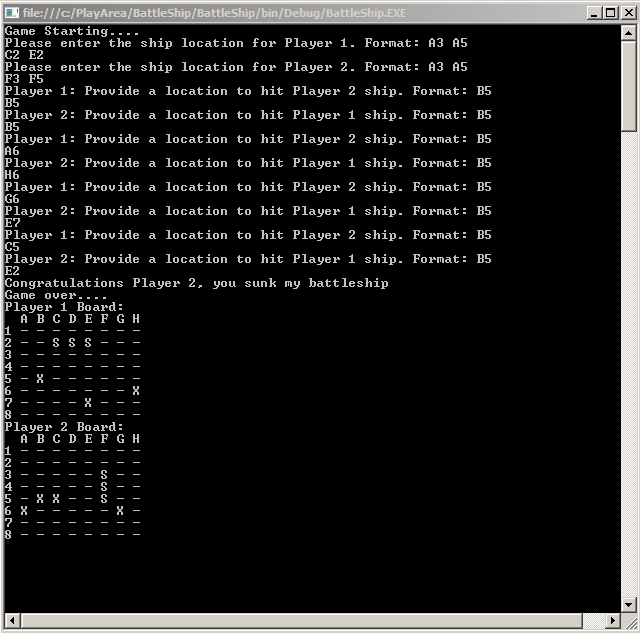 file:///c:/PlayArea/BattleShip/BattleShip/bin/Debug/BattleShip.EXE
Game Starting....
Please enter the ship location for Player 1. Format: A3 A5
C2 E2
Please enter the ship location for Player 2. Format: A3 A5
F3 F5
Player 1: Provide a location to hit Player 2 ship. Format: B5
B5
Player 2: Provide a location to hit Player 1 ship. Format: B5
B5
Player 1: Provide a location to hit Player 2 ship. Format: B5
A6
Player 2: Provide a location to hit Player 1 ship. Format: B5
H6
Player 1: Provide a location to hit Player 2 ship. Format: B5
G6
Player 2: Provide a location to hit Player 1 ship. Format: B5
E7
Player 1: Provide a location to hit Player 2 ship. Format: B5
C5
Player 2: Provide a location to hit Player 1 ship. Format: B5
E2
Congratulations Player 2, you sunk my battleship
Game over....
Player 1 Board:
  A B C D E F G H
1 - - - - - - - -
2 - - S S S - - -
3 - - - - - - - -
4 - - - - - - - -
5 - X - - - - - -
6 - - - - - - - X
7 - - - - X - - -
8 - - - - - - - -
Player 2 Board:
  A B C D E F G H
1 - - - - - - - -
2 - - - - - - - -
3 - - - - - S - -
4 - - - - - S - -
5 - X X - - S - -
6 X - - - - - X -
7 - - - - - - - -
8 - - - - - - - -